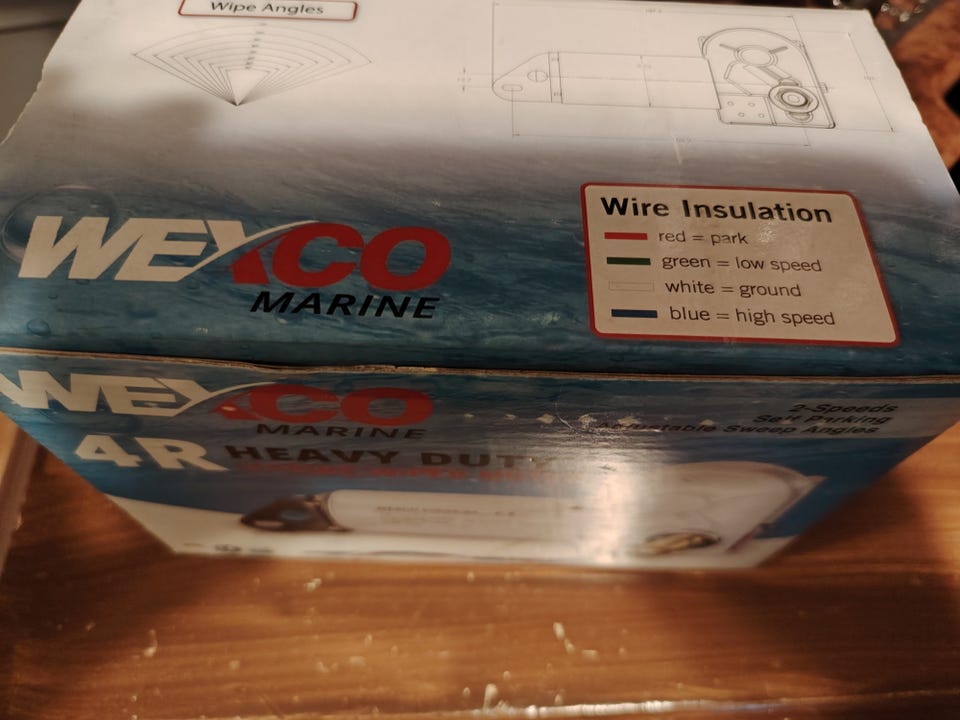 Wipe Angles
WEXCO
MARINE
Wire Insulation
red = park
green = low speed
white = ground
blue = high speed
WEXCO
MARINE
4R HEAVY DUTY
2-Speeds
Self Parking
Adjustable Sweep Angles